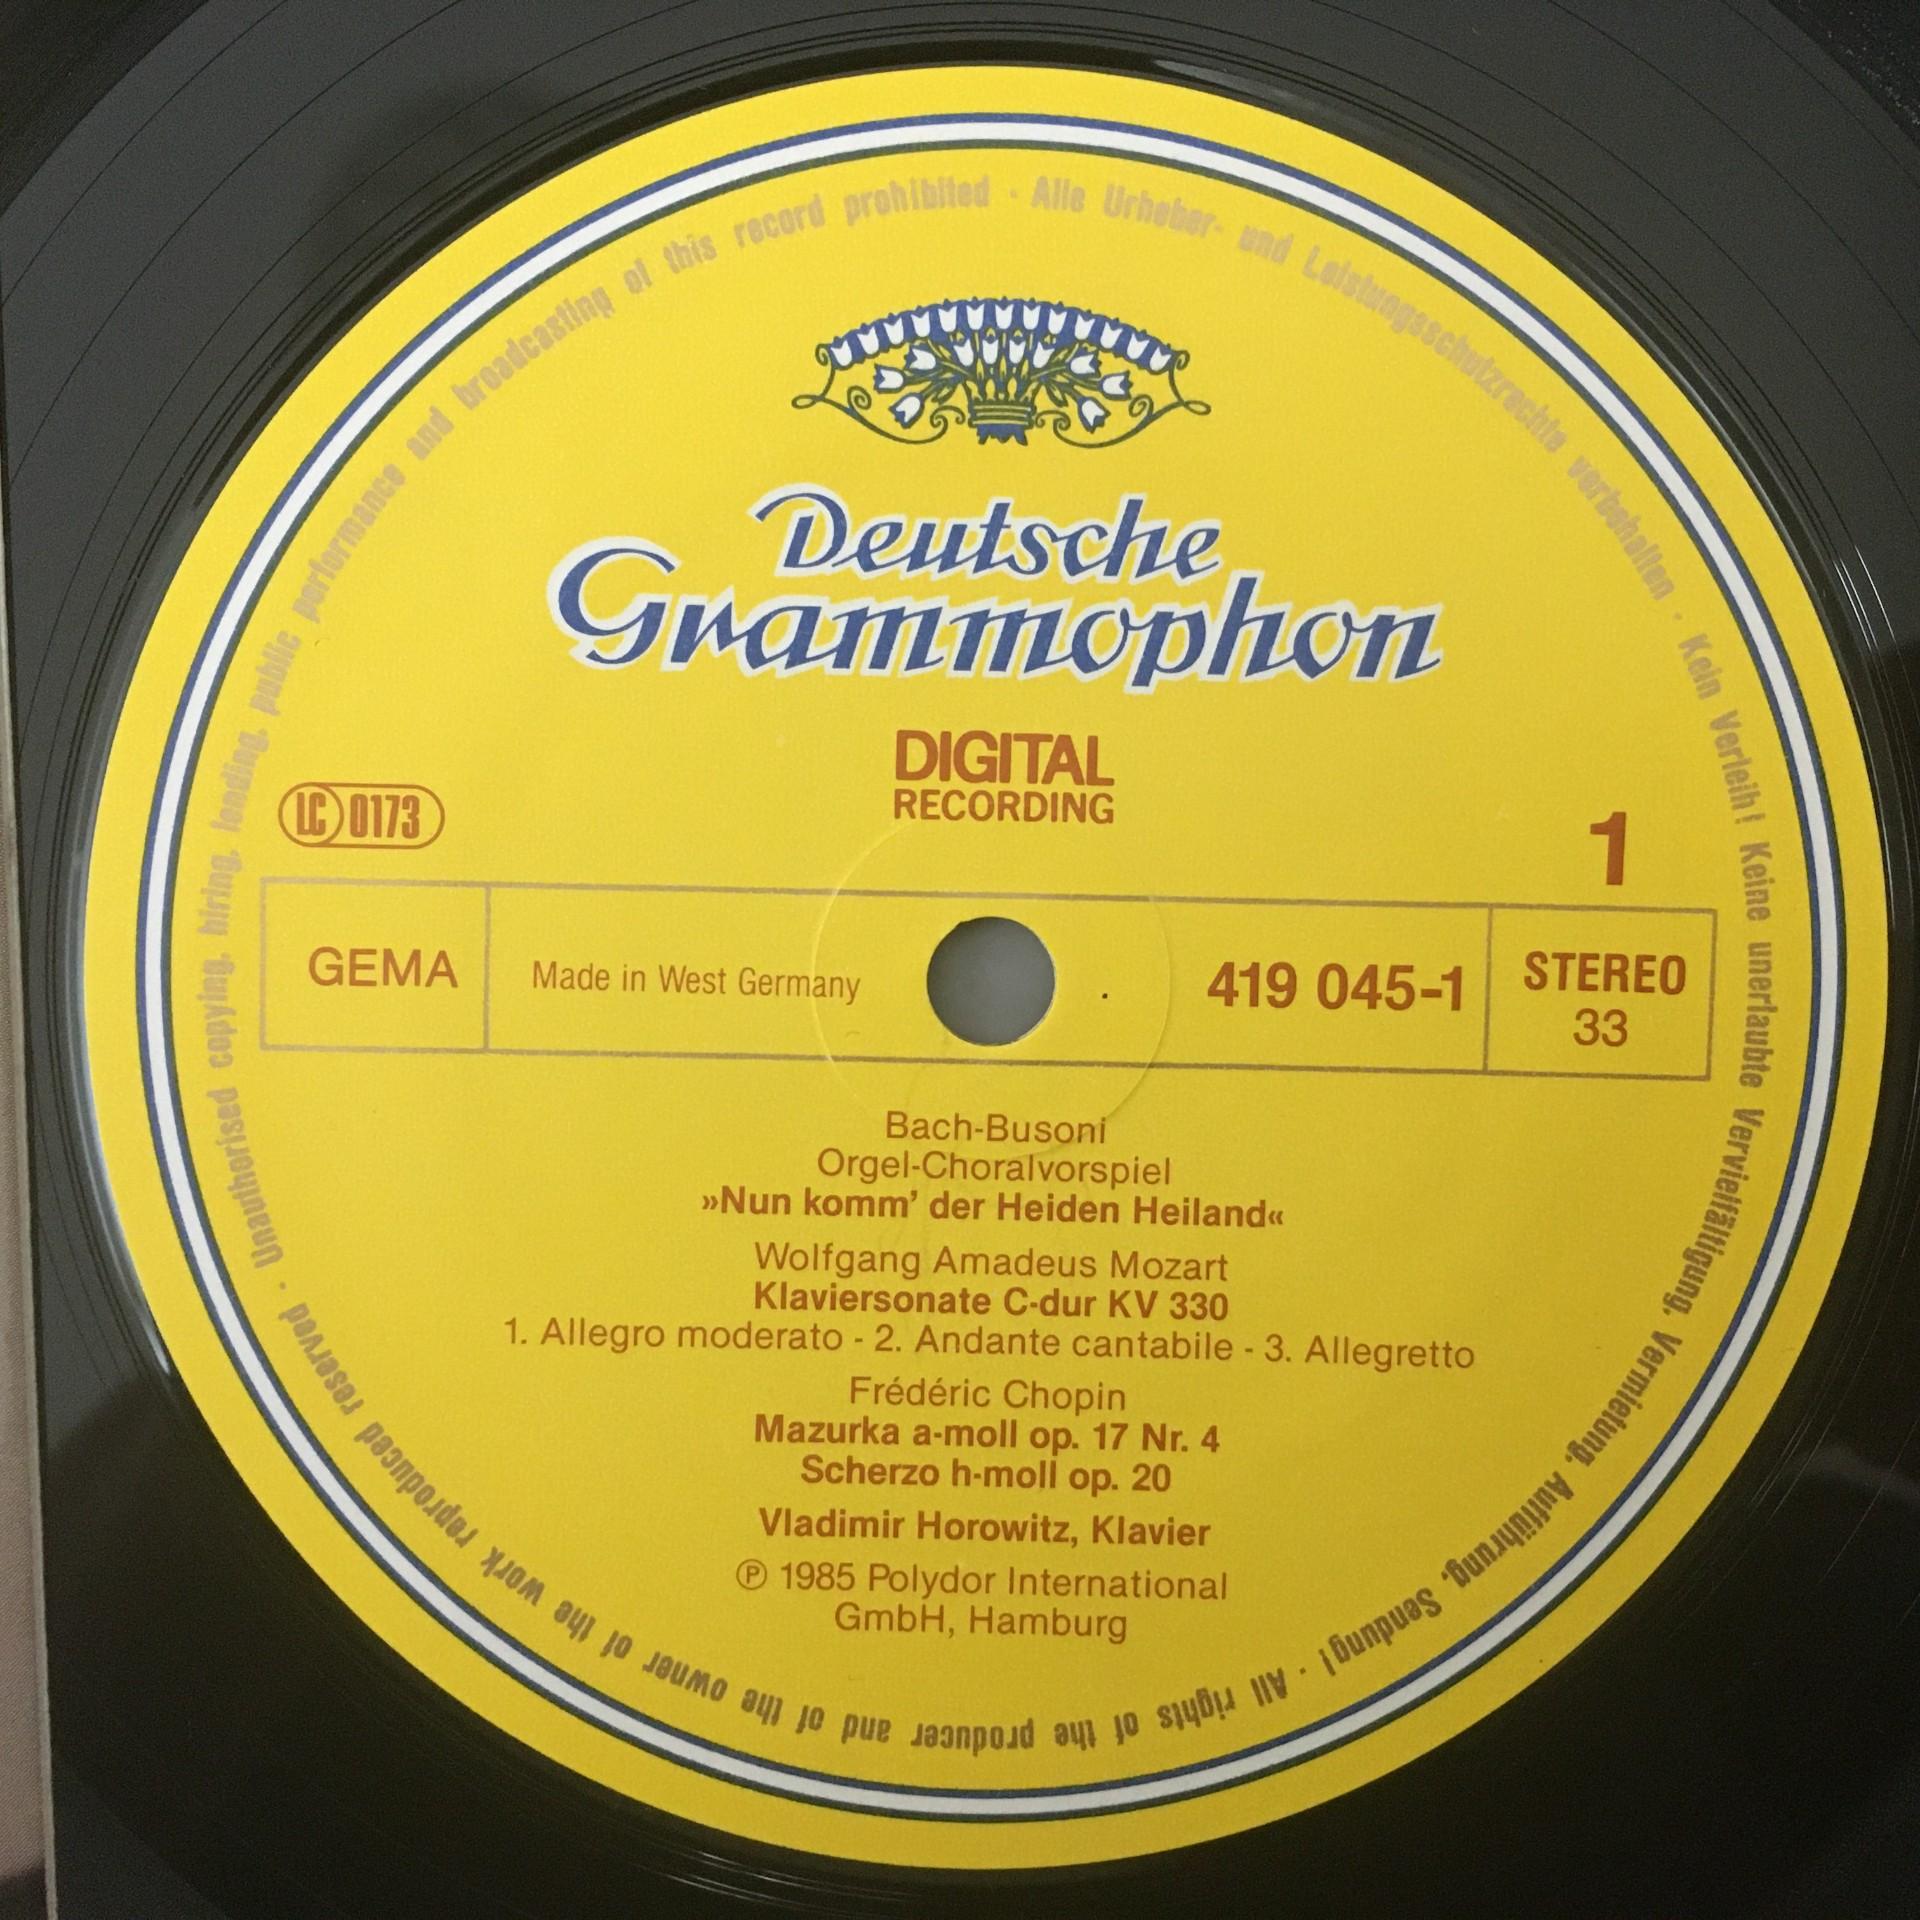 Unauthorised copying, hiring, lending, public performance and broadcasting of this record prohibited · Alle Urheber- und Leistungsschutzrechte vorbehalten · Kein Verleih! Keine unerlaubte Vervielfältigung, Vermietung, Aufführung, Sendung! · All rights of the producer and of the owner of the work reproduced reserved ·
Deutsche
Grammophon
DIGITAL
RECORDING
LC 0173
1
GEMA
Made in West Germany
419 045-1
STEREO
33
Bach-Busoni
Orgel-Choralvorspiel
»Nun komm' der Heiden Heiland«
Wolfgang Amadeus Mozart
Klaviersonate C-dur KV 330
1. Allegro moderato - 2. Andante cantabile - 3. Allegretto
Frédéric Chopin
Mazurka a-moll op. 17 Nr. 4
Scherzo h-moll op. 20
Vladimir Horowitz, Klavier
℗ 1985 Polydor International
GmbH, Hamburg